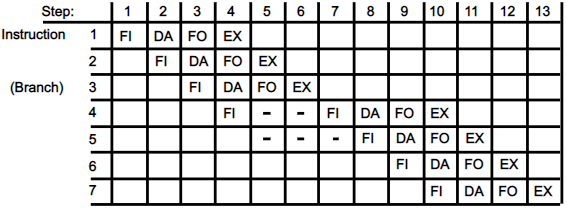 Step: 1 2 3 4 5 6 7 8 9 10 11 12 13
Instruction 1 FI DA FO EX
2 FI DA FO EX
(Branch) 3 FI DA FO EX
4 FI - - FI DA FO EX
5 - - - FI DA FO EX
6 FI DA FO EX
7 FI DA FO EX